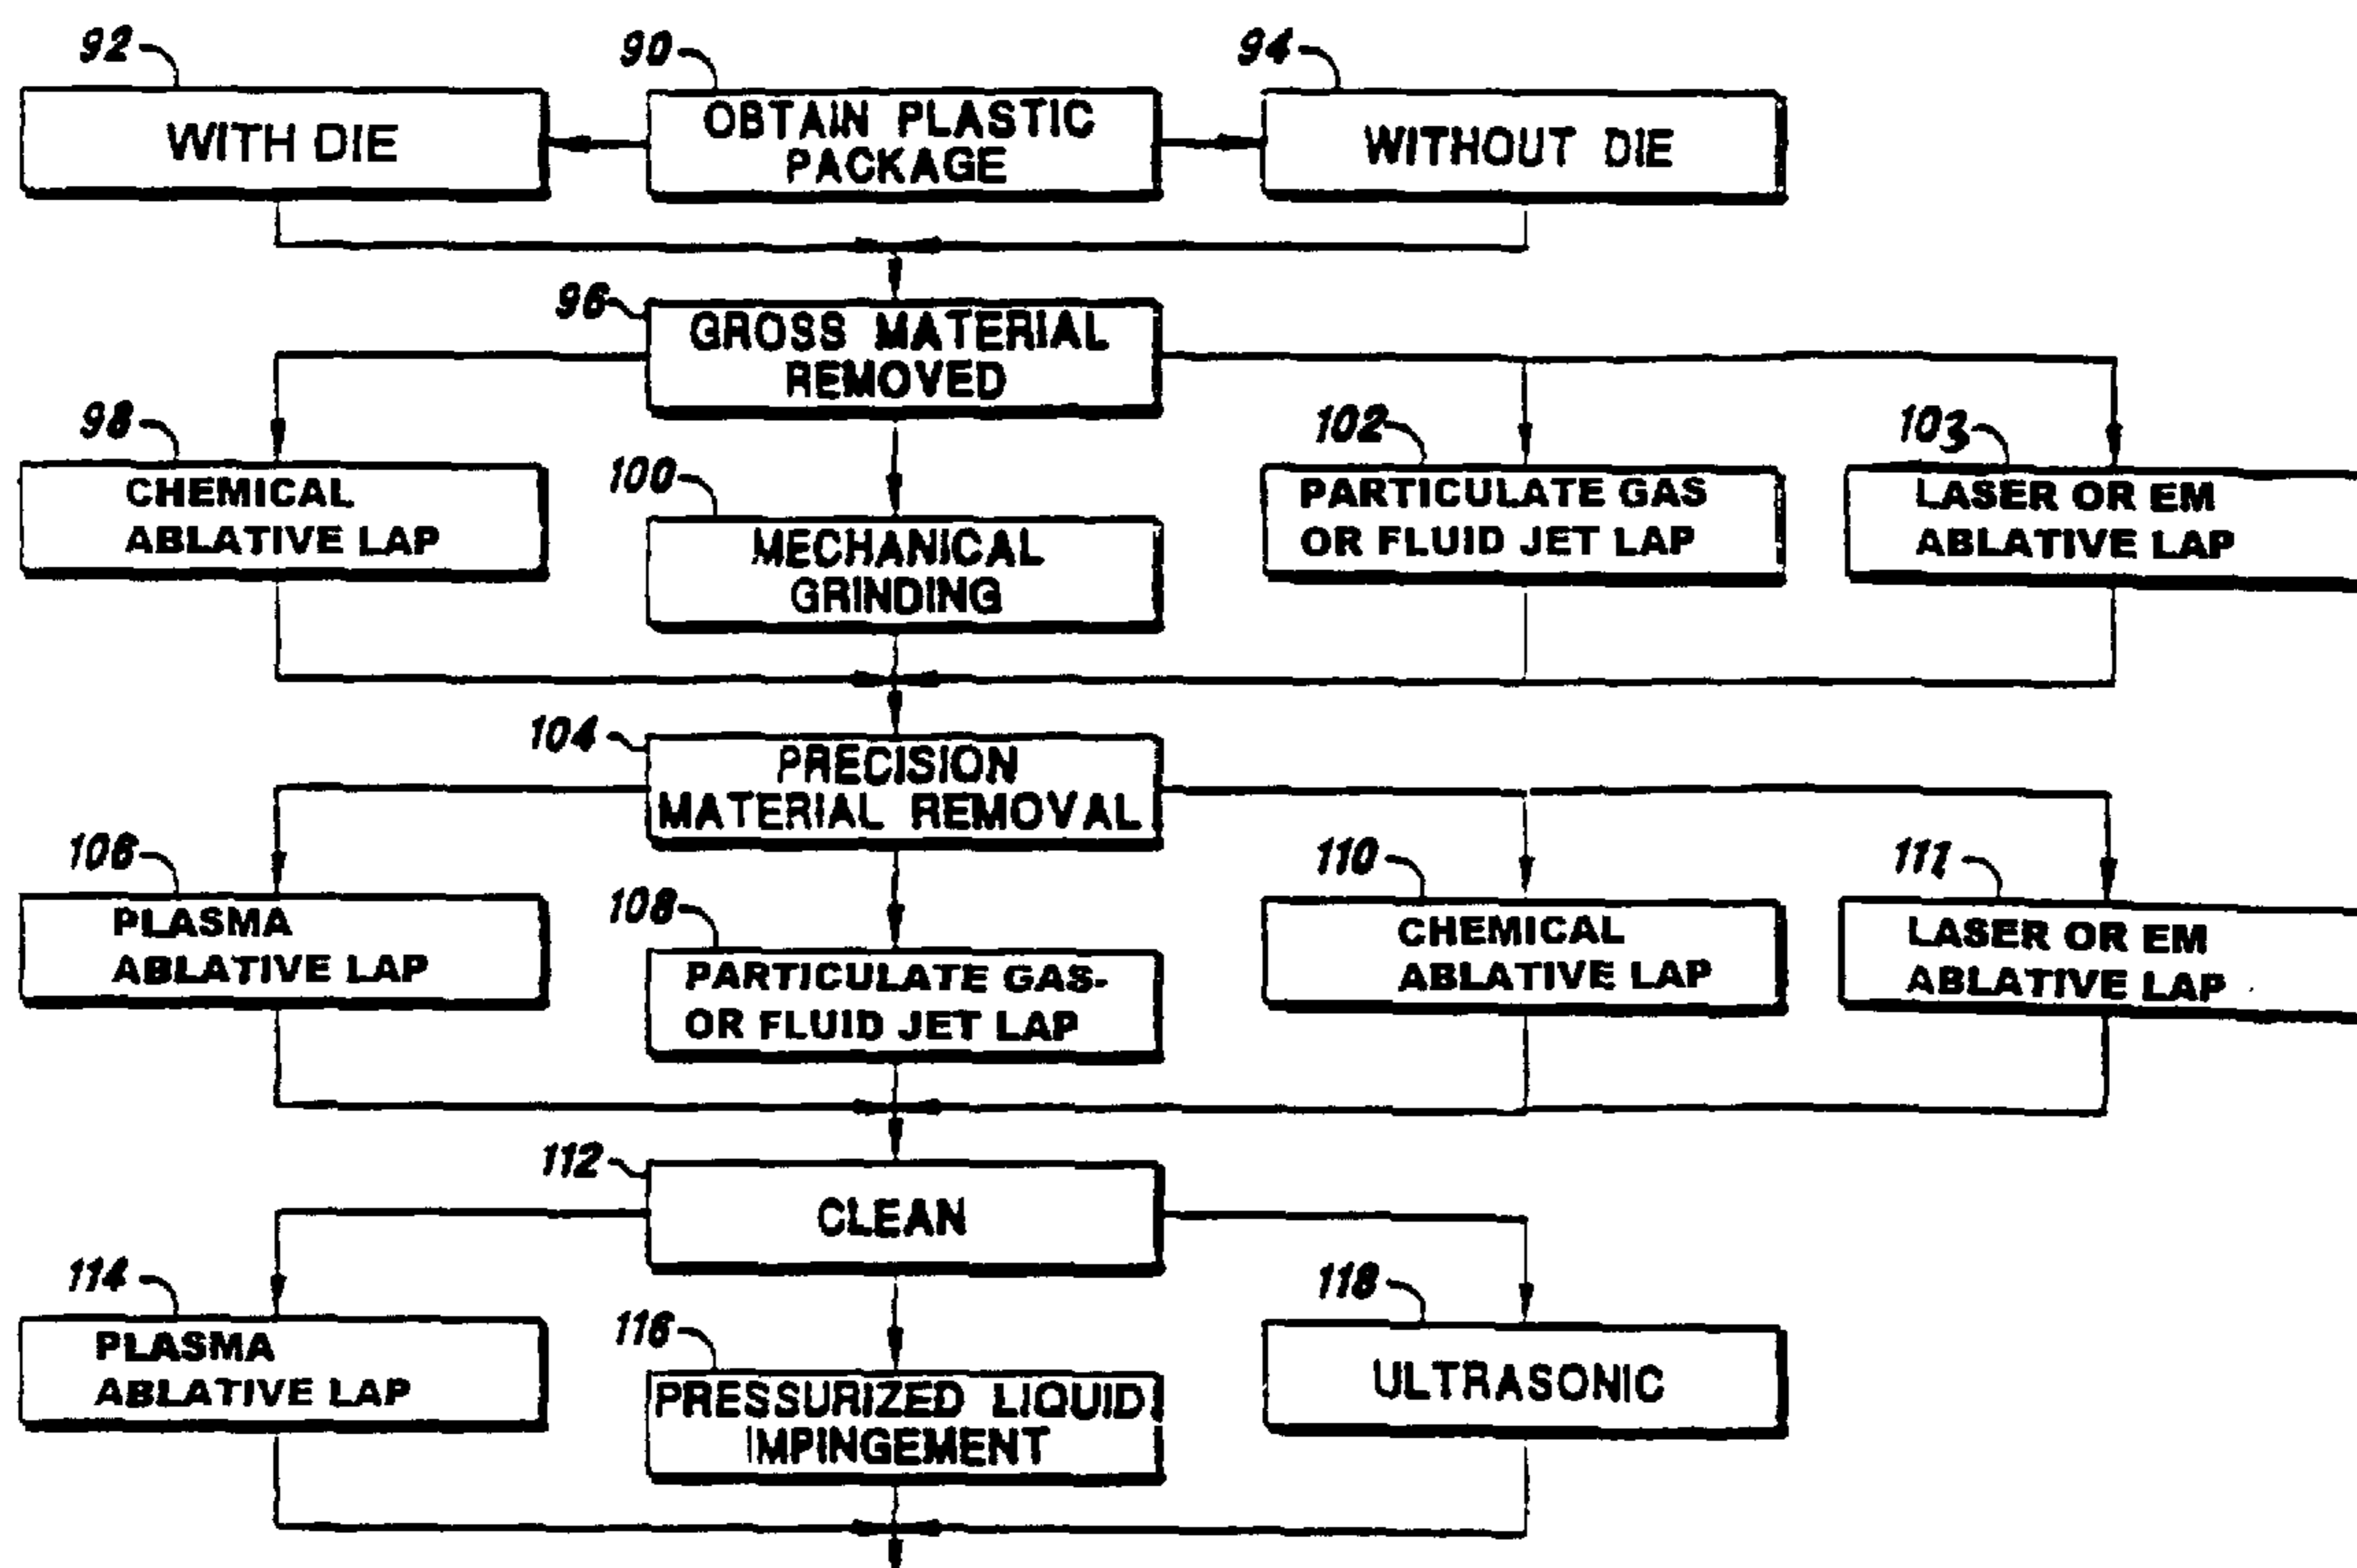 92
90
94
WITH DIE
OBTAIN PLASTIC
PACKAGE
WITHOUT DIE
96
GROSS MATERIAL
REMOVED
98
100
102
103
CHEMICAL
ABLATIVE LAP
MECHANICAL
GRINDING
PARTICULATE GAS
OR FLUID JET LAP
LASER OR EM
ABLATIVE LAP
104
PRECISION
MATERIAL REMOVAL
106
108
110
111
PLASMA
ABLATIVE LAP
PARTICULATE GAS-
OR FLUID JET LAP
CHEMICAL
ABLATIVE LAP
LASER OR EM
ABLATIVE LAP
112
CLEAN
114
116
118
PLASMA
ABLATIVE LAP
PRESSURIZED LIQUID
IMPINGEMENT
ULTRASONIC